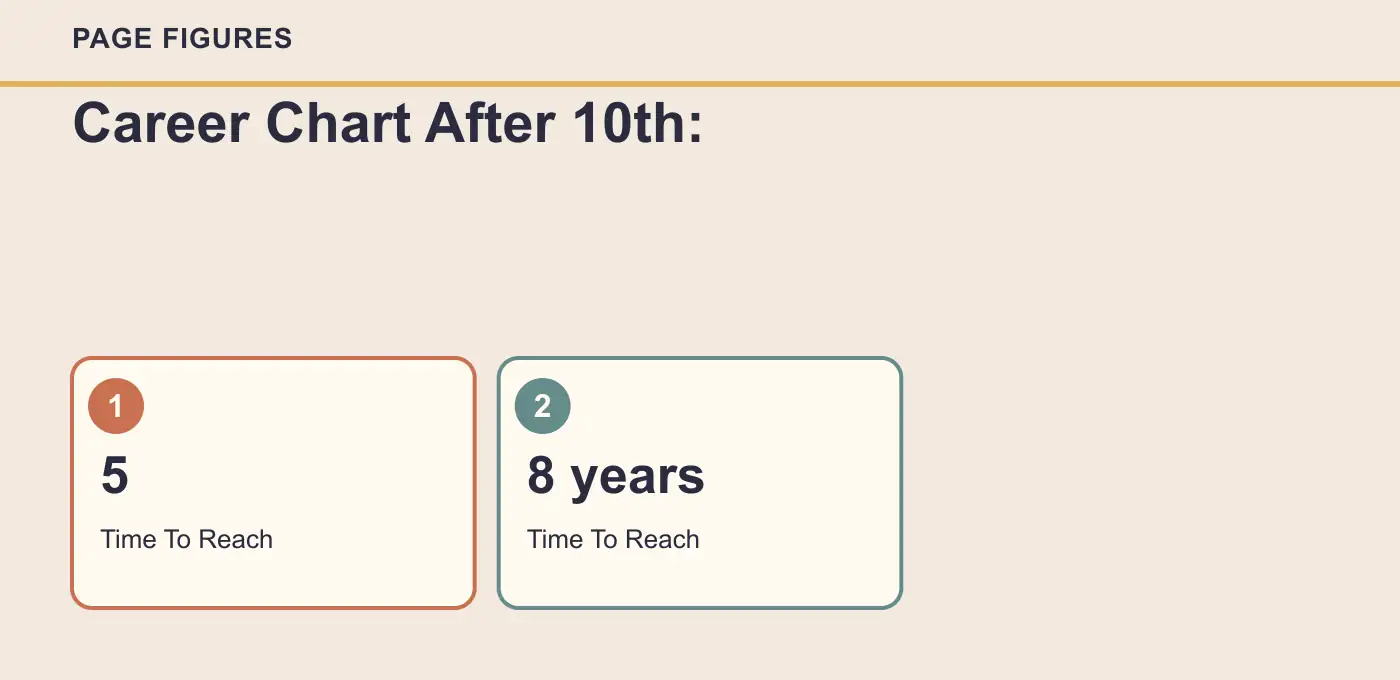 PAGE FIGURES
Career Chart After 10th:
1
5
Time To Reach
2
8 years
Time To Reach